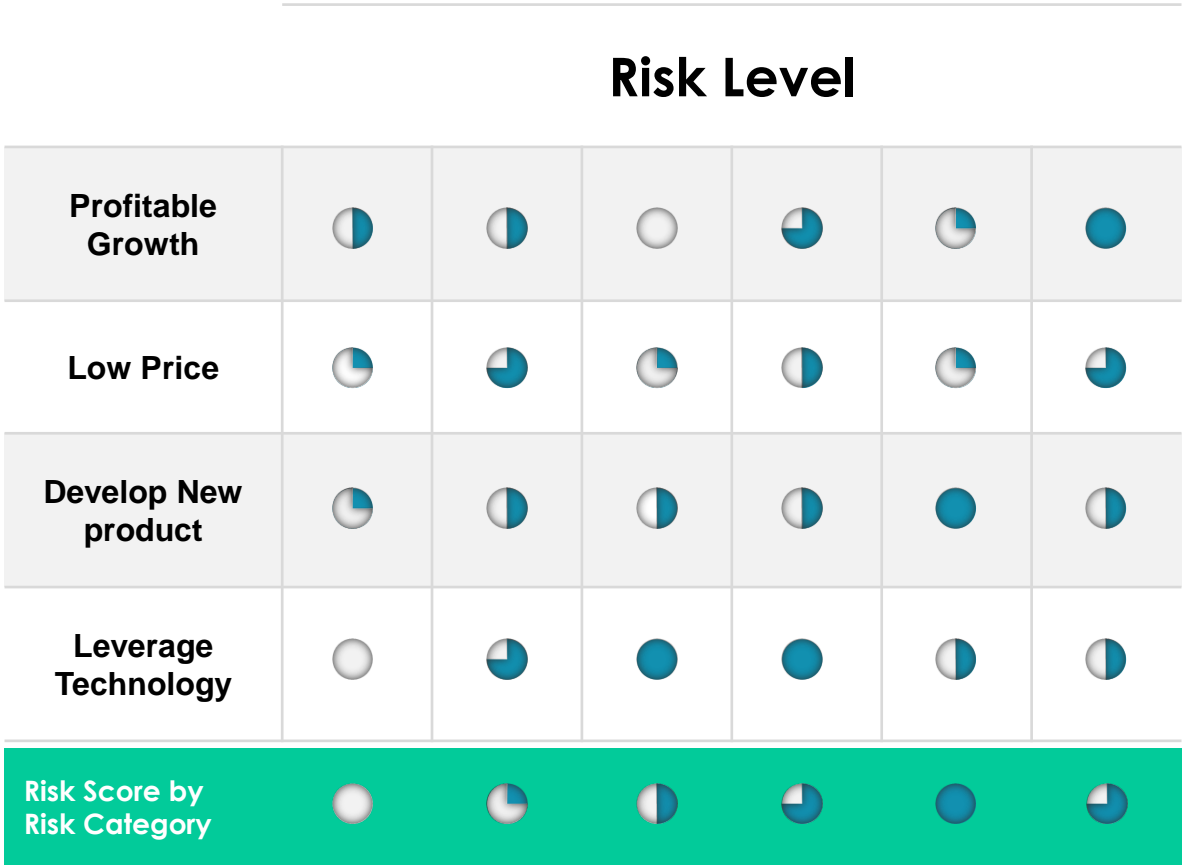 Risk Level
Profitable
Growth
Low Price
Develop New
product
Leverage
Technology
Risk Score by
Risk Category